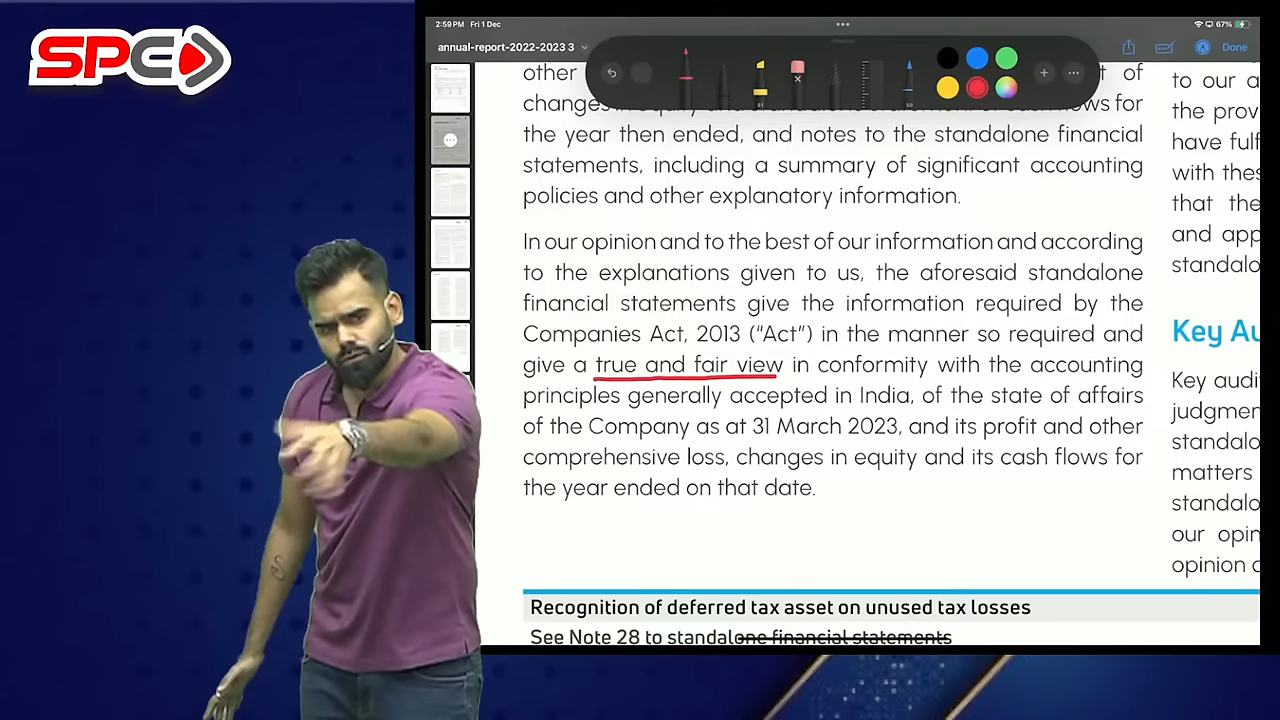 SPC
2:59 PM Fri 1 Dec
67%
annual-report-2022-2023 3
Done
other
of
changes
ws for
the year then ended, and notes to the standalone financial
statements, including a summary of significant accounting
policies and other explanatory information.
In our opinion and to the best of our information and according
to the explanations given to us, the aforesaid standalone
financial statements give the information required by the
Companies Act, 2013 (“Act”) in the manner so required and
give a true and fair view in conformity with the accounting
principles generally accepted in India, of the state of affairs
of the Company as at 31 March 2023, and its profit and other
comprehensive loss, changes in equity and its cash flows for
the year ended on that date.
Recognition of deferred tax asset on unused tax losses
See Note 28 to standalone financial statements
to our a
the prov
have fulf
with thes
that the
and app
standalo
Key Au
Key audi
judgmen
standalo
matters
standalo
our opin
opinion o